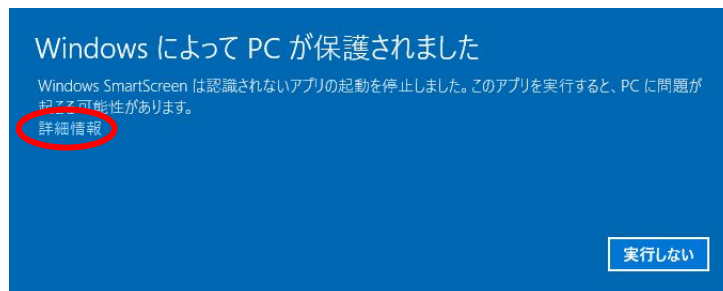 Windows によって PC が保護されました
Windows SmartScreen は認識されないアプリの起動を停止しました。このアプリを実行すると、PC に問題が
起こる可能性があります。
詳細情報
実行しない